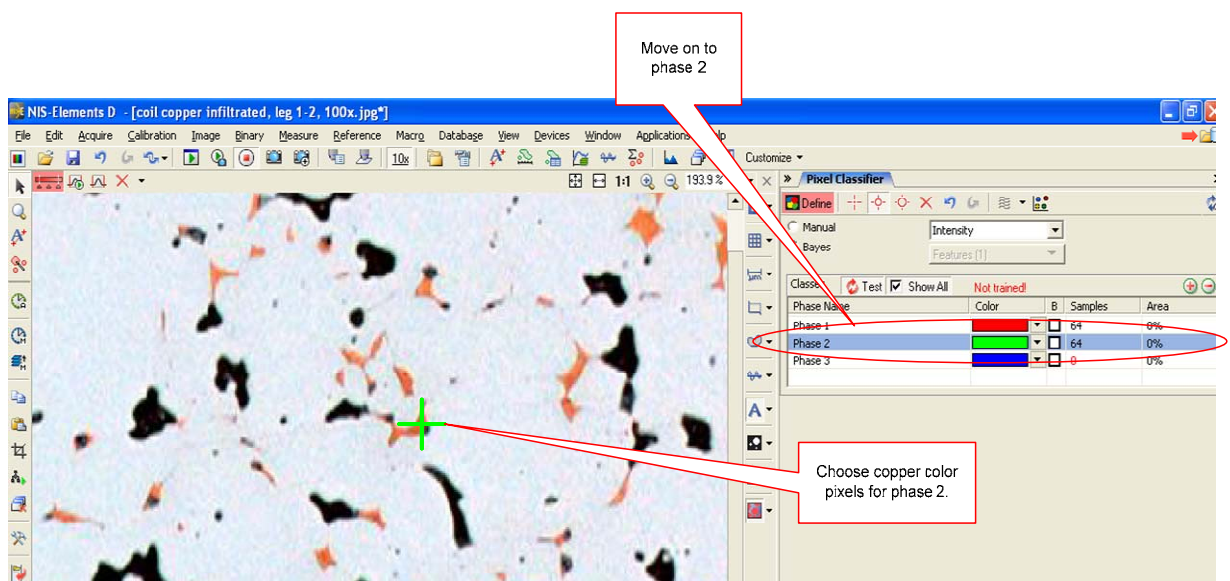 Move on to
phase 2
NIS-Elements D - [coil copper infiltrated, leg 1-2, 100x.jpg*]
File Edit Acquire Calibration Image Binary Measure Reference Macro Database View Devices Window Applications lp
10x Customize
1:1 193.9% Pixel Classifier
Define
Manual Intensity
Bayes Features (1)
Classe Test Show All Not trained!
Phase Name Color B Samples Area
Phase 1 64 0%
Phase 2 64 0%
Phase 3 0 0%
Choose copper color
pixels for phase 2.